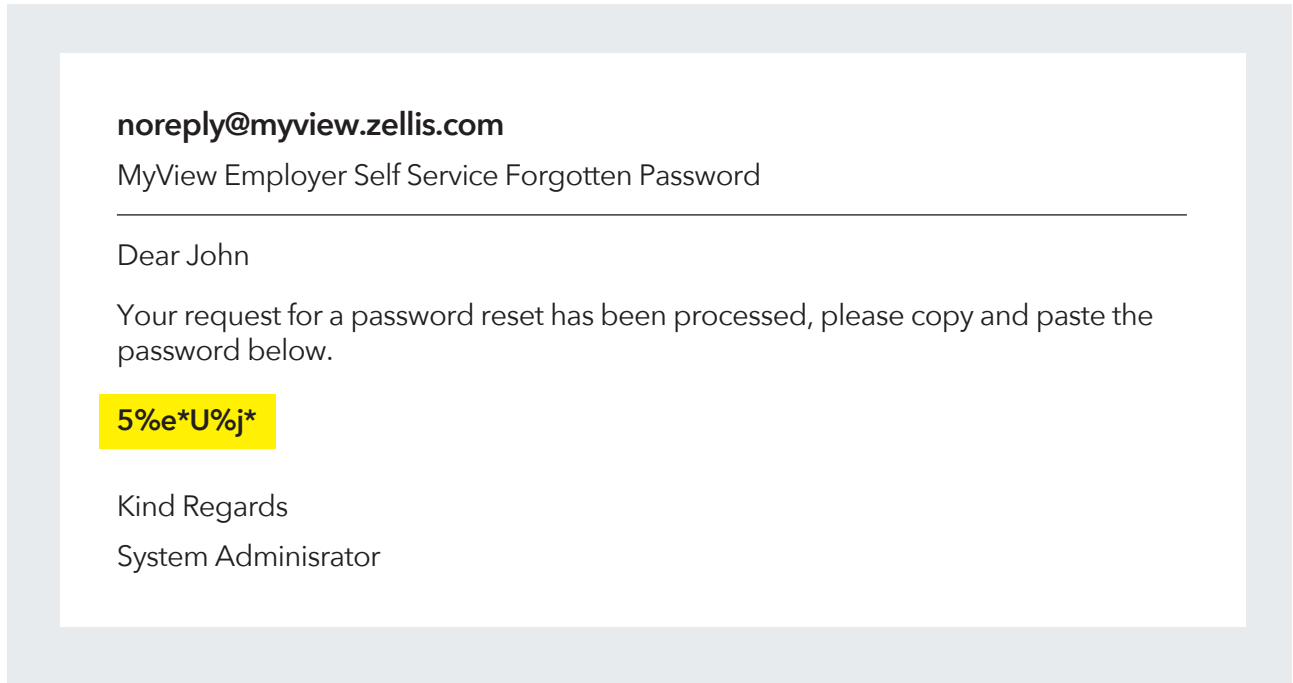 noreply@myview.zellis.com
MyView Employer Self Service Forgotten Password
Dear John
Your request for a password reset has been processed, please copy and paste the
password below.
5%e*U%j*
Kind Regards
System Adminisrator